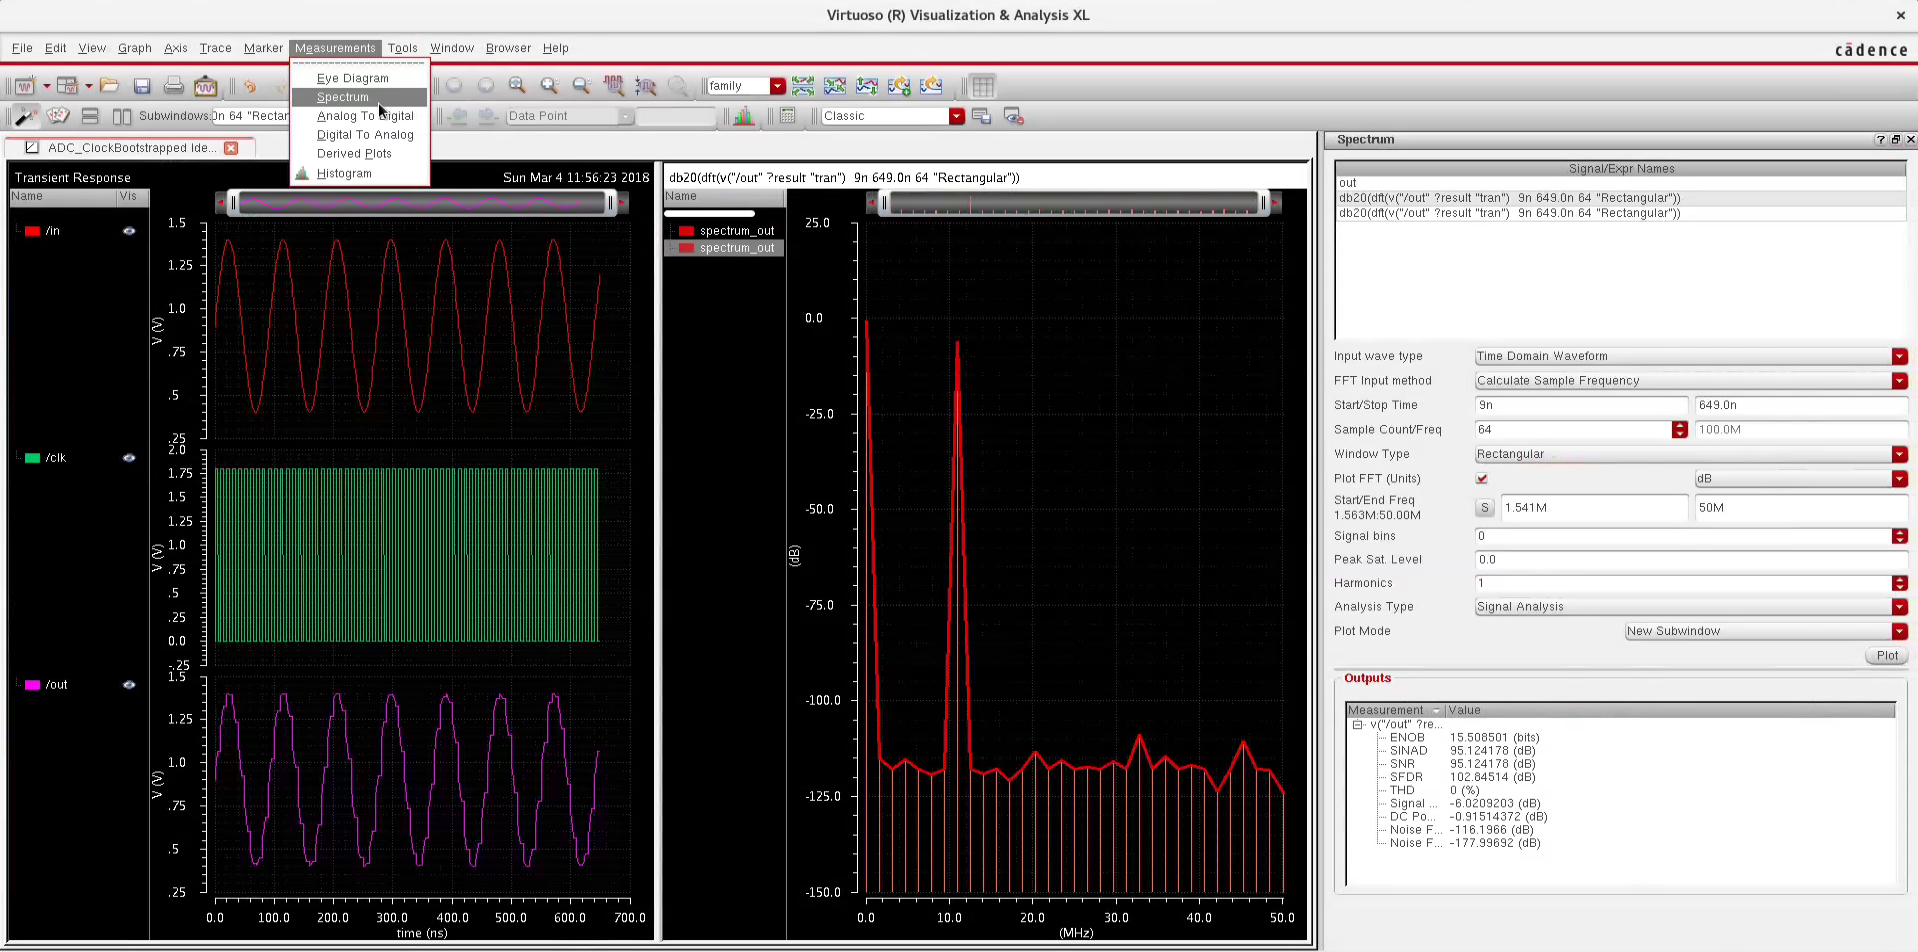 Virtuoso (R) Visualization & Analysis XL
File Edit View Graph Axis Trace Marker Measurements Tools Window Browser Help
cādence
family
Subwindows: 0n 64 "Rectar
Data Point
Classic
Eye Diagram
Spectrum
Analog To Digital
Digital To Analog
Derived Plots
Histogram
ADC_ClockBootstrapped Ide...
Transient Response
Sun Mar 4 11:56:23 2018
Name Vis
/in
1.5
1.25
1.0
.75
.5
.25
V (V)
/clk
2.0
1.75
1.5
1.25
1.0
.75
.5
.25
0.0
-.25
V (V)
/out
1.5
1.25
1.0
.75
.5
.25
V (V)
0.0 100.0 200.0 300.0 400.0 500.0 600.0 700.0
time (ns)
db20(dft(v("/out" ?result "tran") 9n 649.0n 64 "Rectangular"))
Name
spectrum_out
spectrum_out
25.0
0.0
-25.0
-50.0
-75.0
-100.0
-125.0
-150.0
(dB)
0.0 10.0 20.0 30.0 40.0 50.0
(MHz)
Spectrum
Signal/Expr Names
out
db20(dft(v("/out" ?result "tran") 9n 649.0n 64 "Rectangular"))
db20(dft(v("/out" ?result "tran") 9n 649.0n 64 "Rectangular"))
Input wave type Time Domain Waveform
FFT Input method Calculate Sample Frequency
Start/Stop Time 9n 649.0n
Sample Count/Freq 64 100.0M
Window Type Rectangular
Plot FFT (Units) dB
Start/End Freq
1.563M:50.00M
S 1.541M 50M
Signal bins 0
Peak Sat. Level 0.0
Harmonics 1
Analysis Type Signal Analysis
Plot Mode New Subwindow
Plot
Outputs
Measurement Value
v("/out" ?re...
ENOB 15.508501 (bits)
SINAD 95.124178 (dB)
SNR 95.124178 (dB)
SFDR 102.84514 (dB)
THD 0 (%)
Signal ... -6.0209203 (dB)
DC Po... -0.91514372 (dB)
Noise F... -116.1966 (dB)
Noise F... -177.99692 (dB)